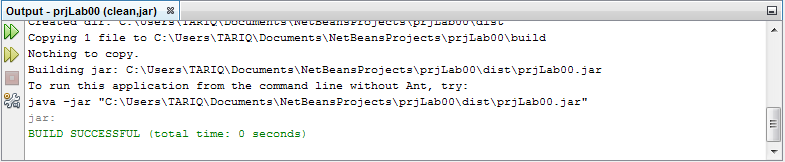 Output - prjLab00 (clean,jar)
Created dir: C:\Users\TARIQ\Documents\NetBeansProjects\prjLab00\dist
Copying 1 file to C:\Users\TARIQ\Documents\NetBeansProjects\prjLab00\build
Nothing to copy.
Building jar: C:\Users\TARIQ\Documents\NetBeansProjects\prjLab00\dist\prjLab00.jar
To run this application from the command line without Ant, try:
java -jar "C:\Users\TARIQ\Documents\NetBeansProjects\prjLab00\dist\prjLab00.jar"
jar:
BUILD SUCCESSFUL (total time: 0 seconds)